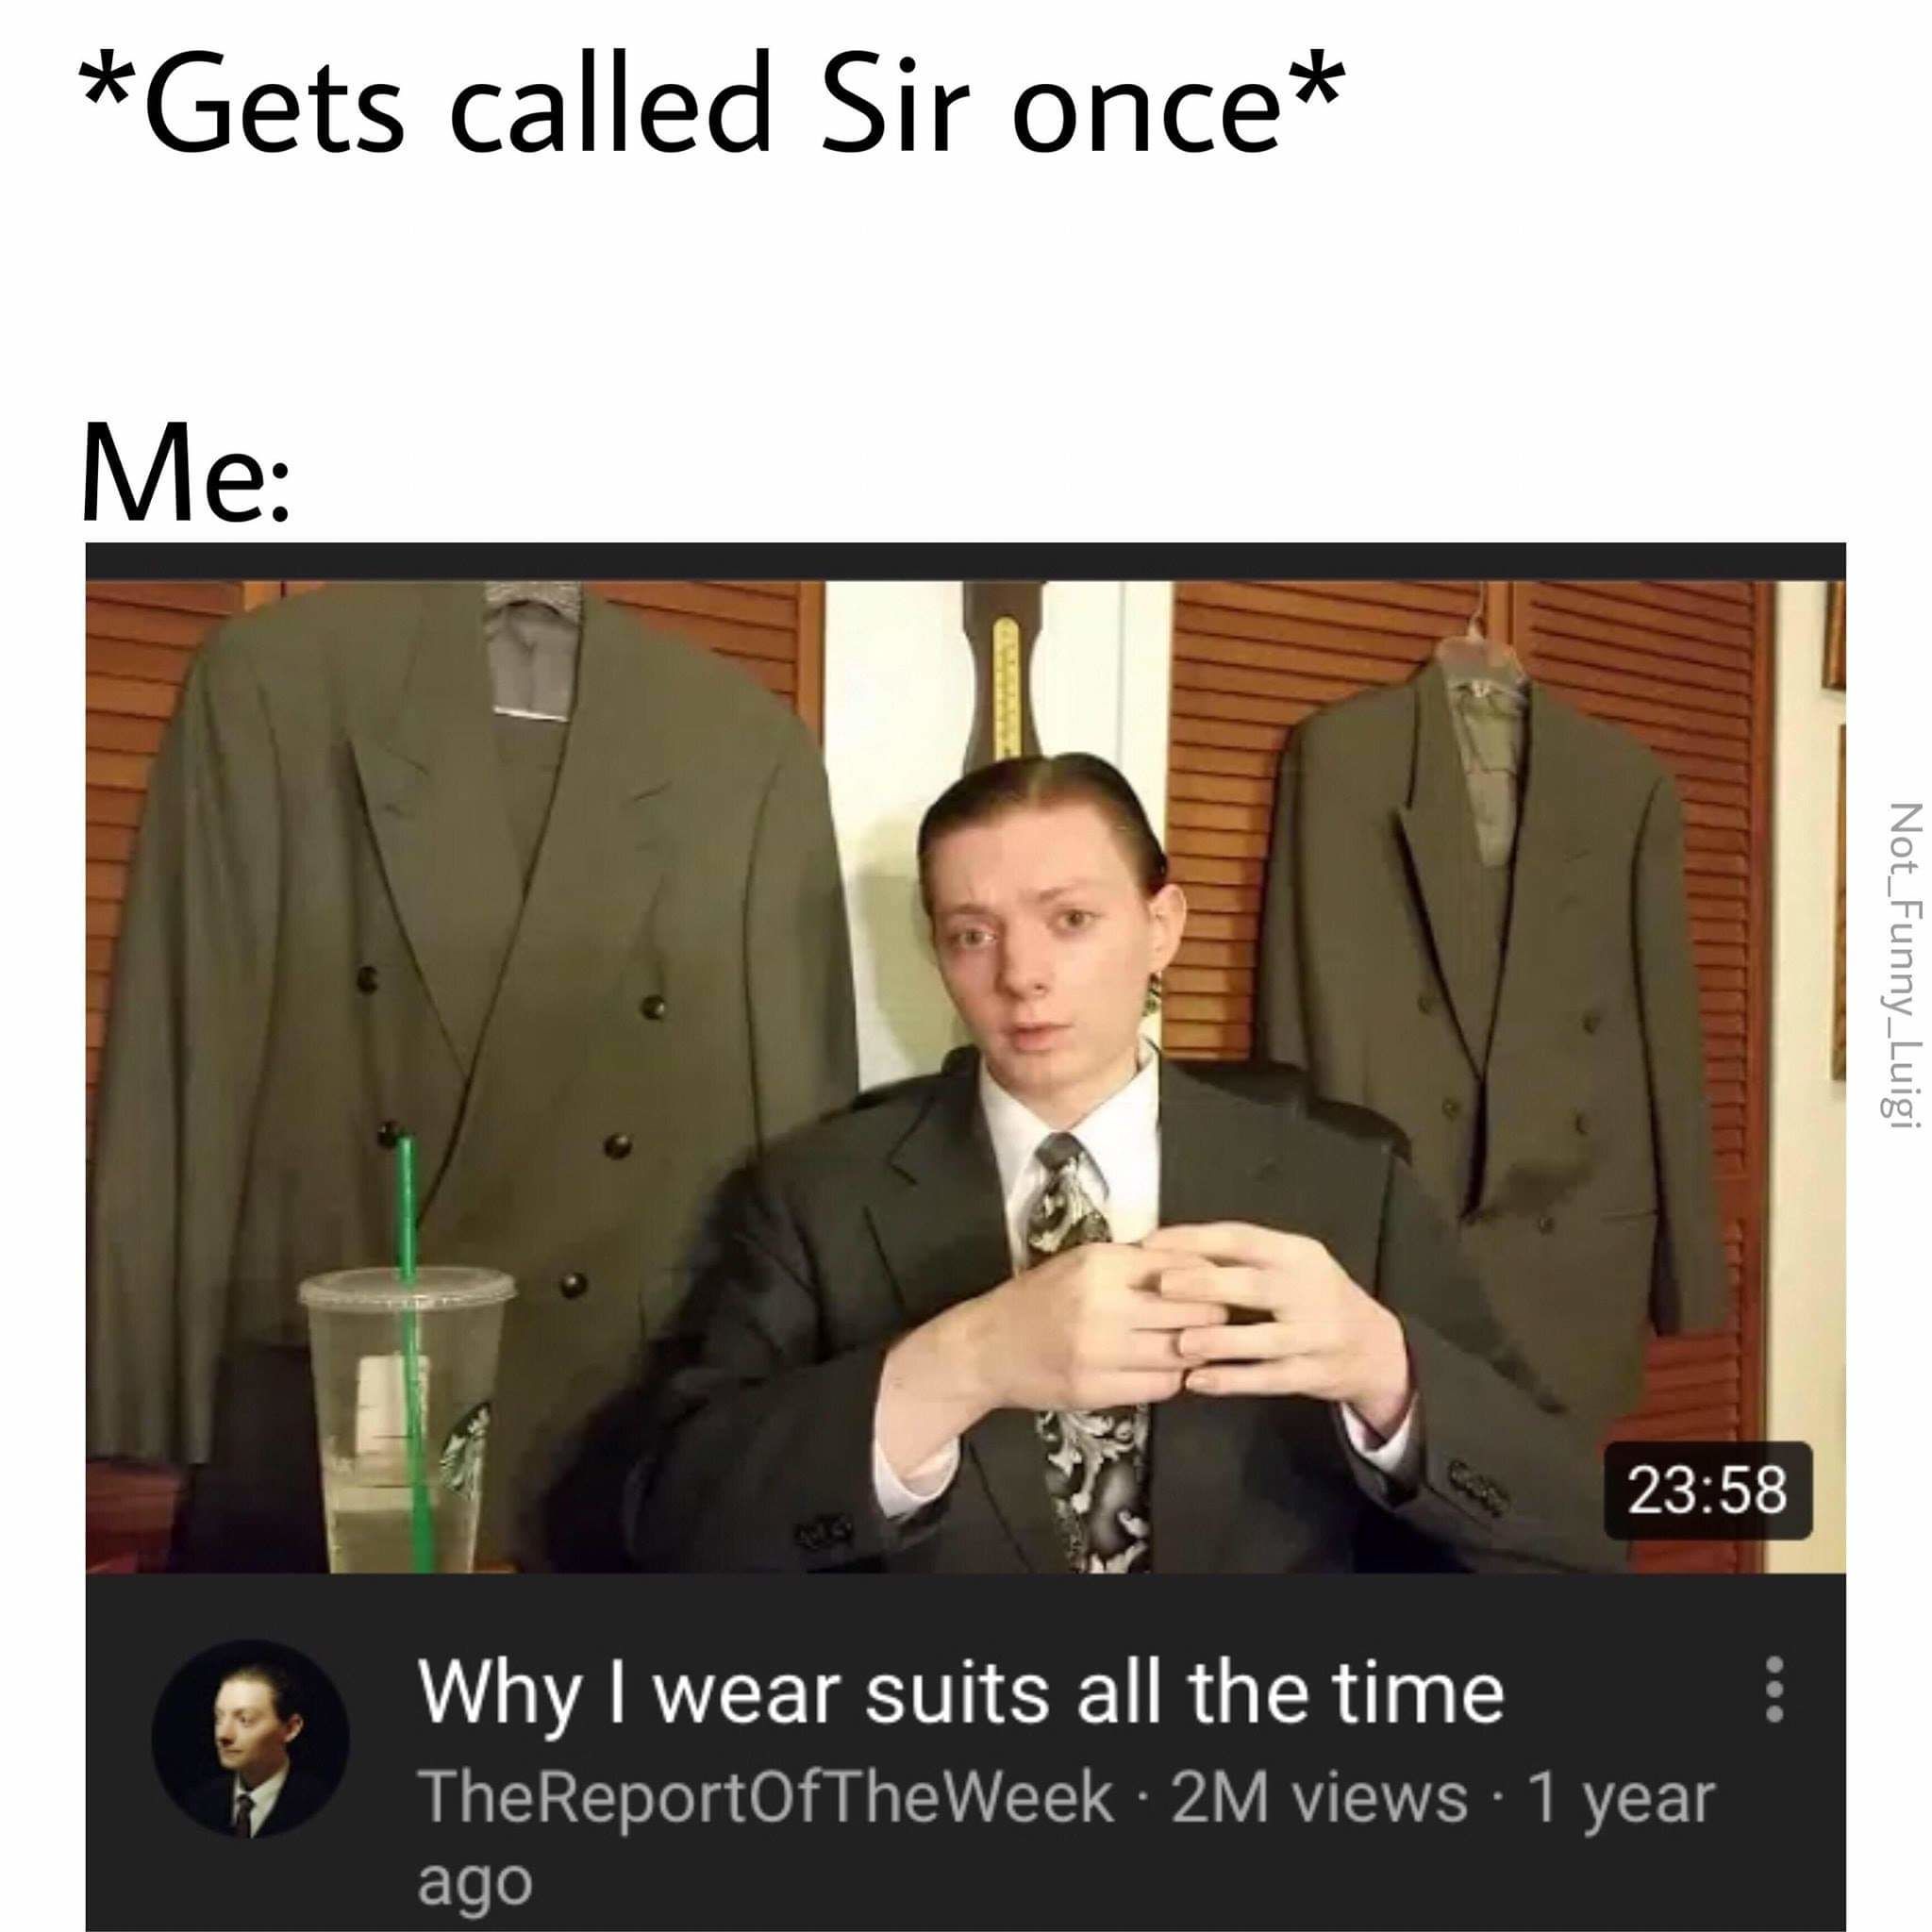 *Gets called Sir once*
Me:
23:58
Why I wear suits all the time
TheReportOfTheWeek · 2M views · 1 year
ago
Not_Funny_Luigi